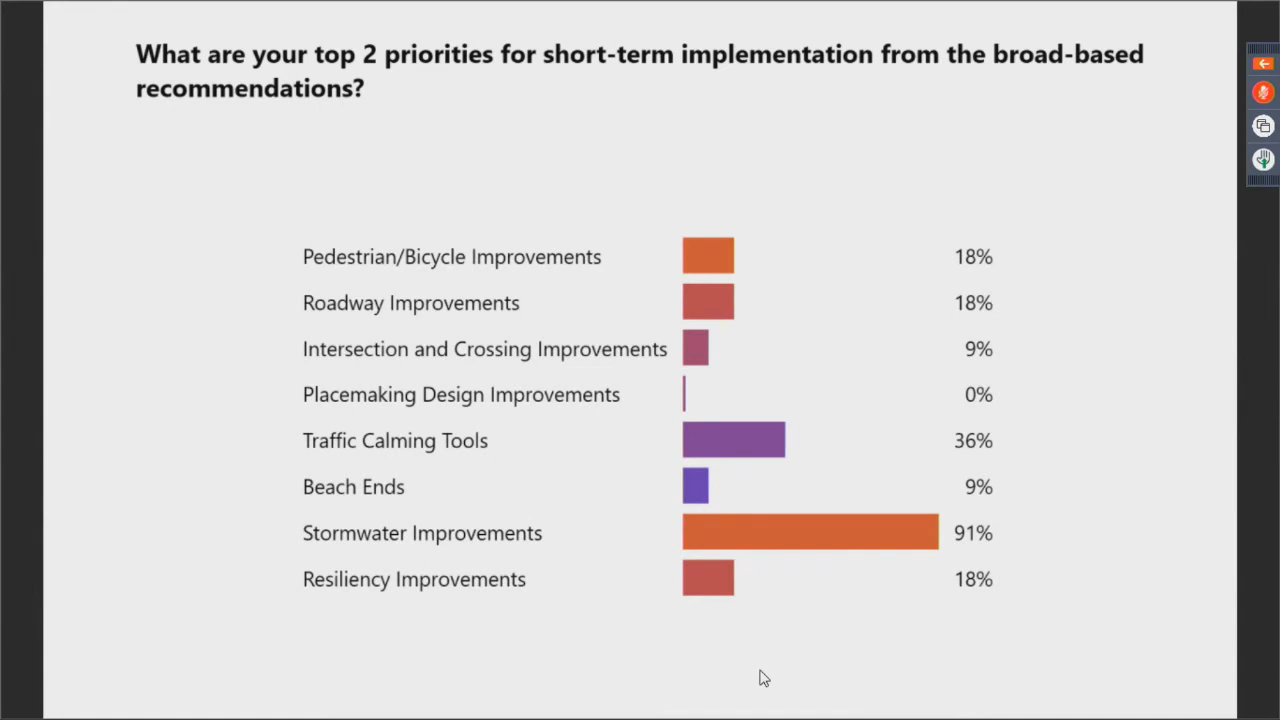 What are your top 2 priorities for short-term implementation from the broad-based
recommendations?
Pedestrian/Bicycle Improvements 18%
Roadway Improvements 18%
Intersection and Crossing Improvements 9%
Placemaking Design Improvements 0%
Traffic Calming Tools 36%
Beach Ends 9%
Stormwater Improvements 91%
Resiliency Improvements 18%